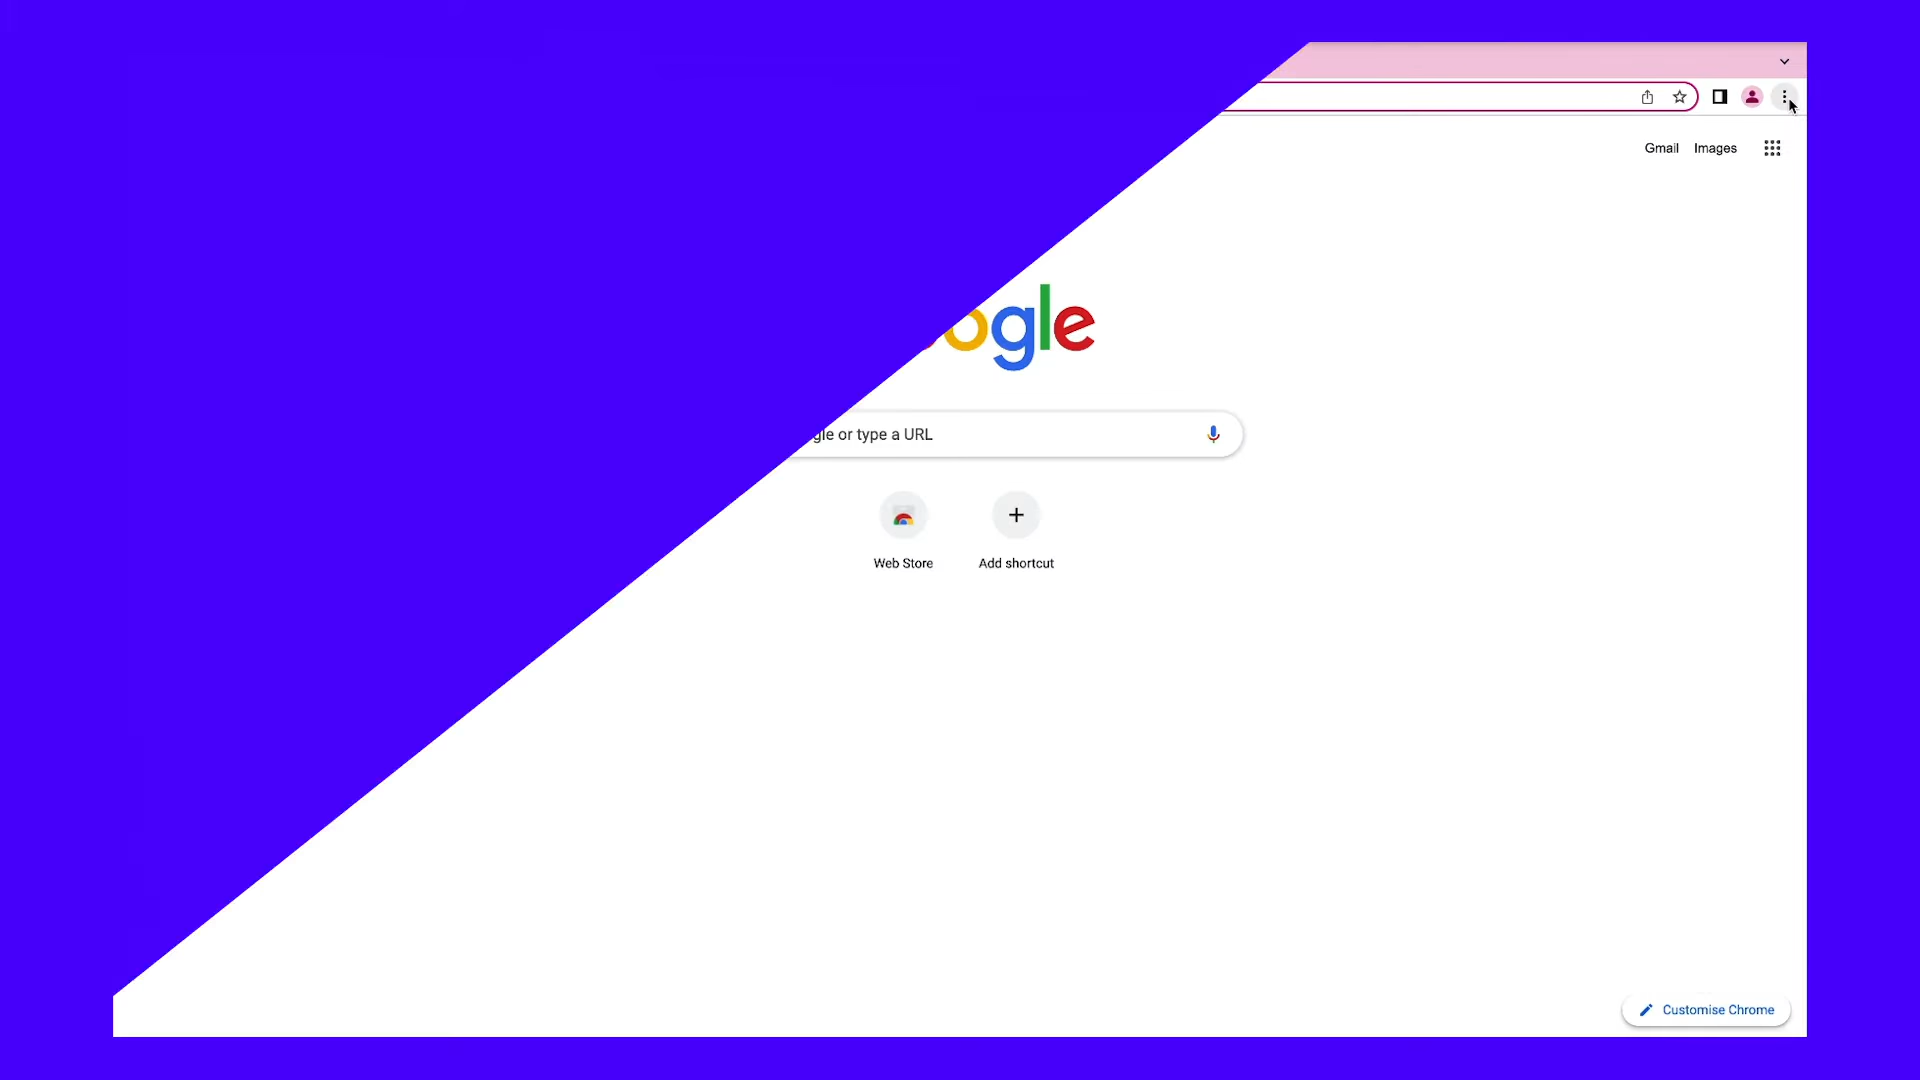 Gmail Images
ogle
gle or type a URL
Web Store Add shortcut
Customise Chrome